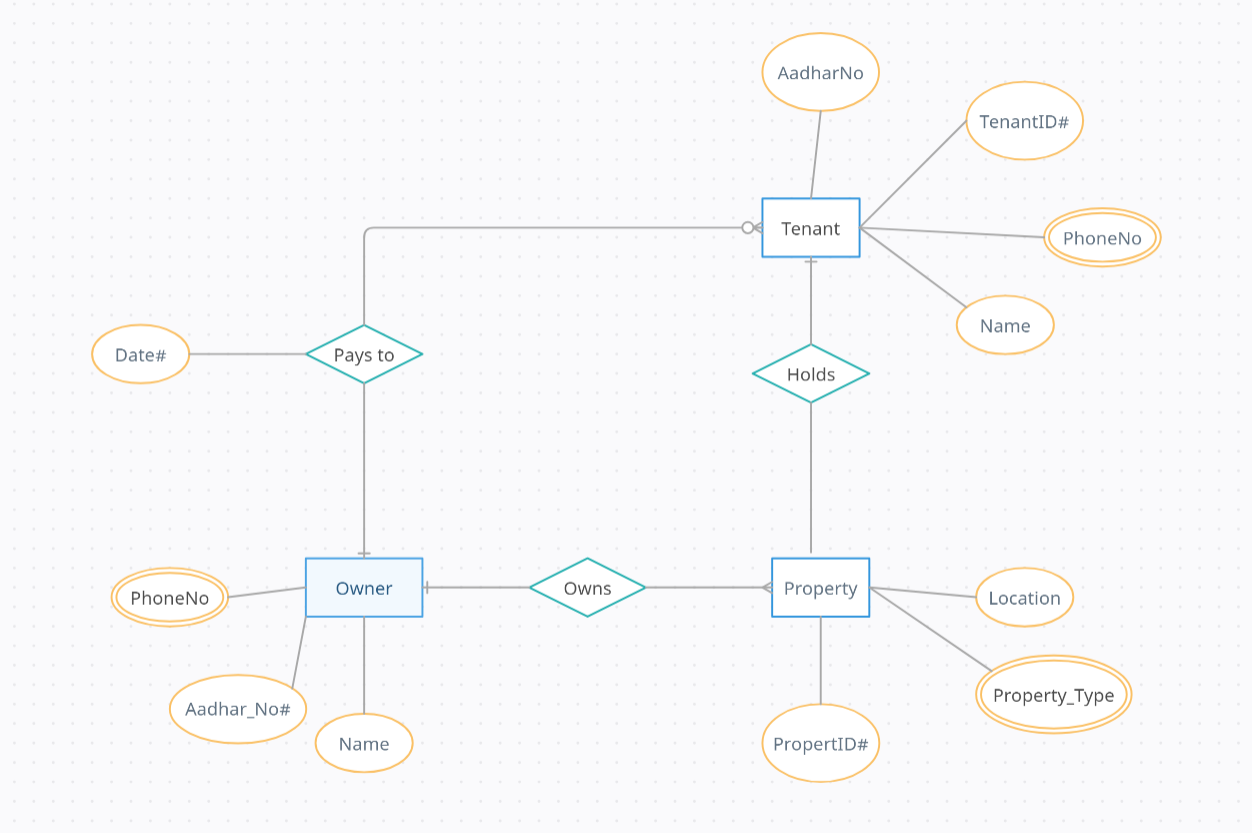 AadharNo
TenantID#
Tenant
PhoneNo
Name
Date#
Pays to
Holds
PhoneNo
Owner
Owns
Property
Location
Aadhar_No#
Name
Property_Type
PropertID#